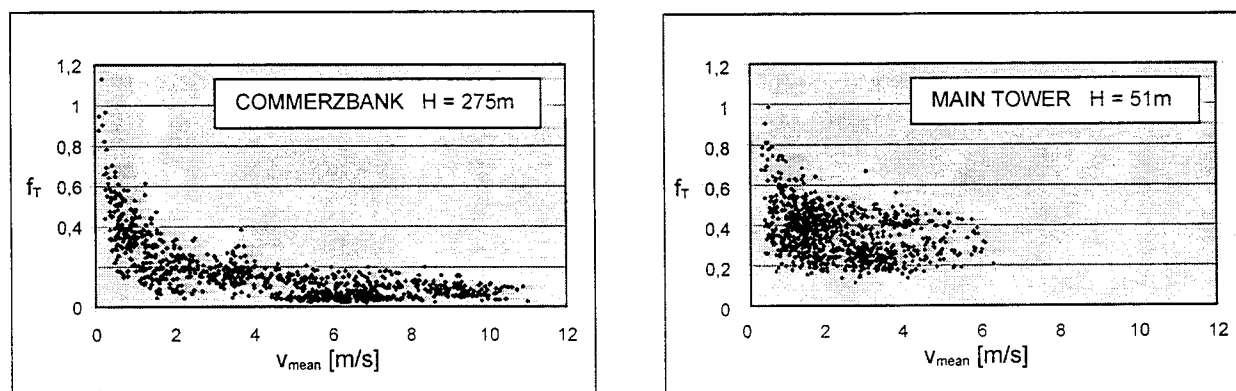 COMMERZBANK H = 275m
1,2
1
0,8
f_T 0,6
0,4
0
0 2 4 6 8 10 12
v_mean [m/s]
MAIN TOWER H = 51m
1,2
1
0,8
f_T 0,6
0,4
0,2
0
0 2 4 6 8 10 12
v_mean [m/s]